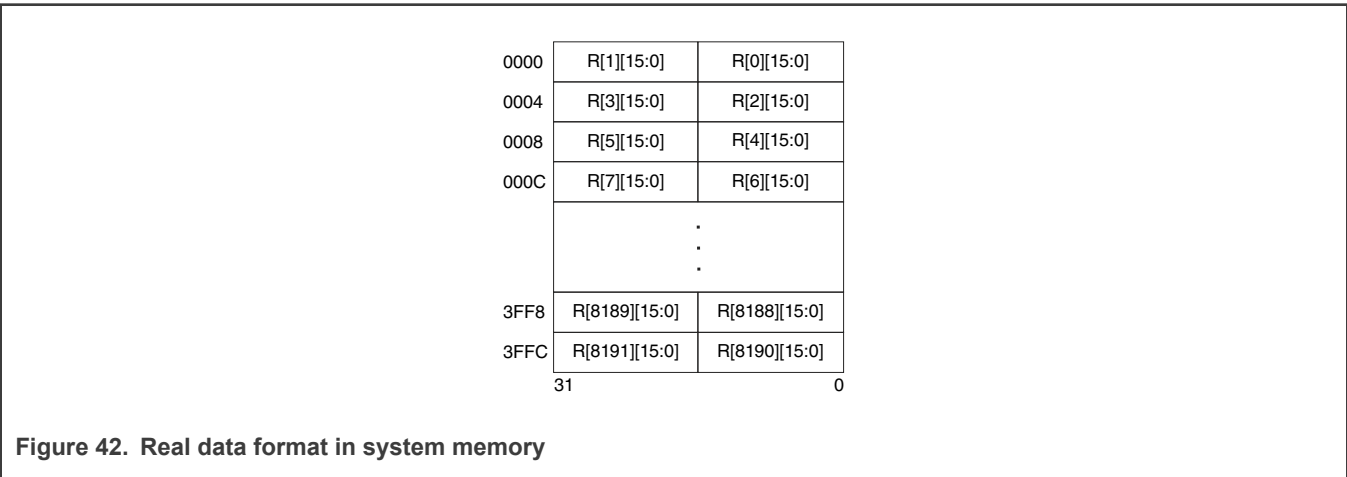 0000 R[1][15:0] R[0][15:0]
0004 R[3][15:0] R[2][15:0]
0008 R[5][15:0] R[4][15:0]
000C R[7][15:0] R[6][15:0]
3FF8 R[8189][15:0] R[8188][15:0]
3FFC R[8191][15:0] R[8190][15:0]
31 0
Figure 42. Real data format in system memory